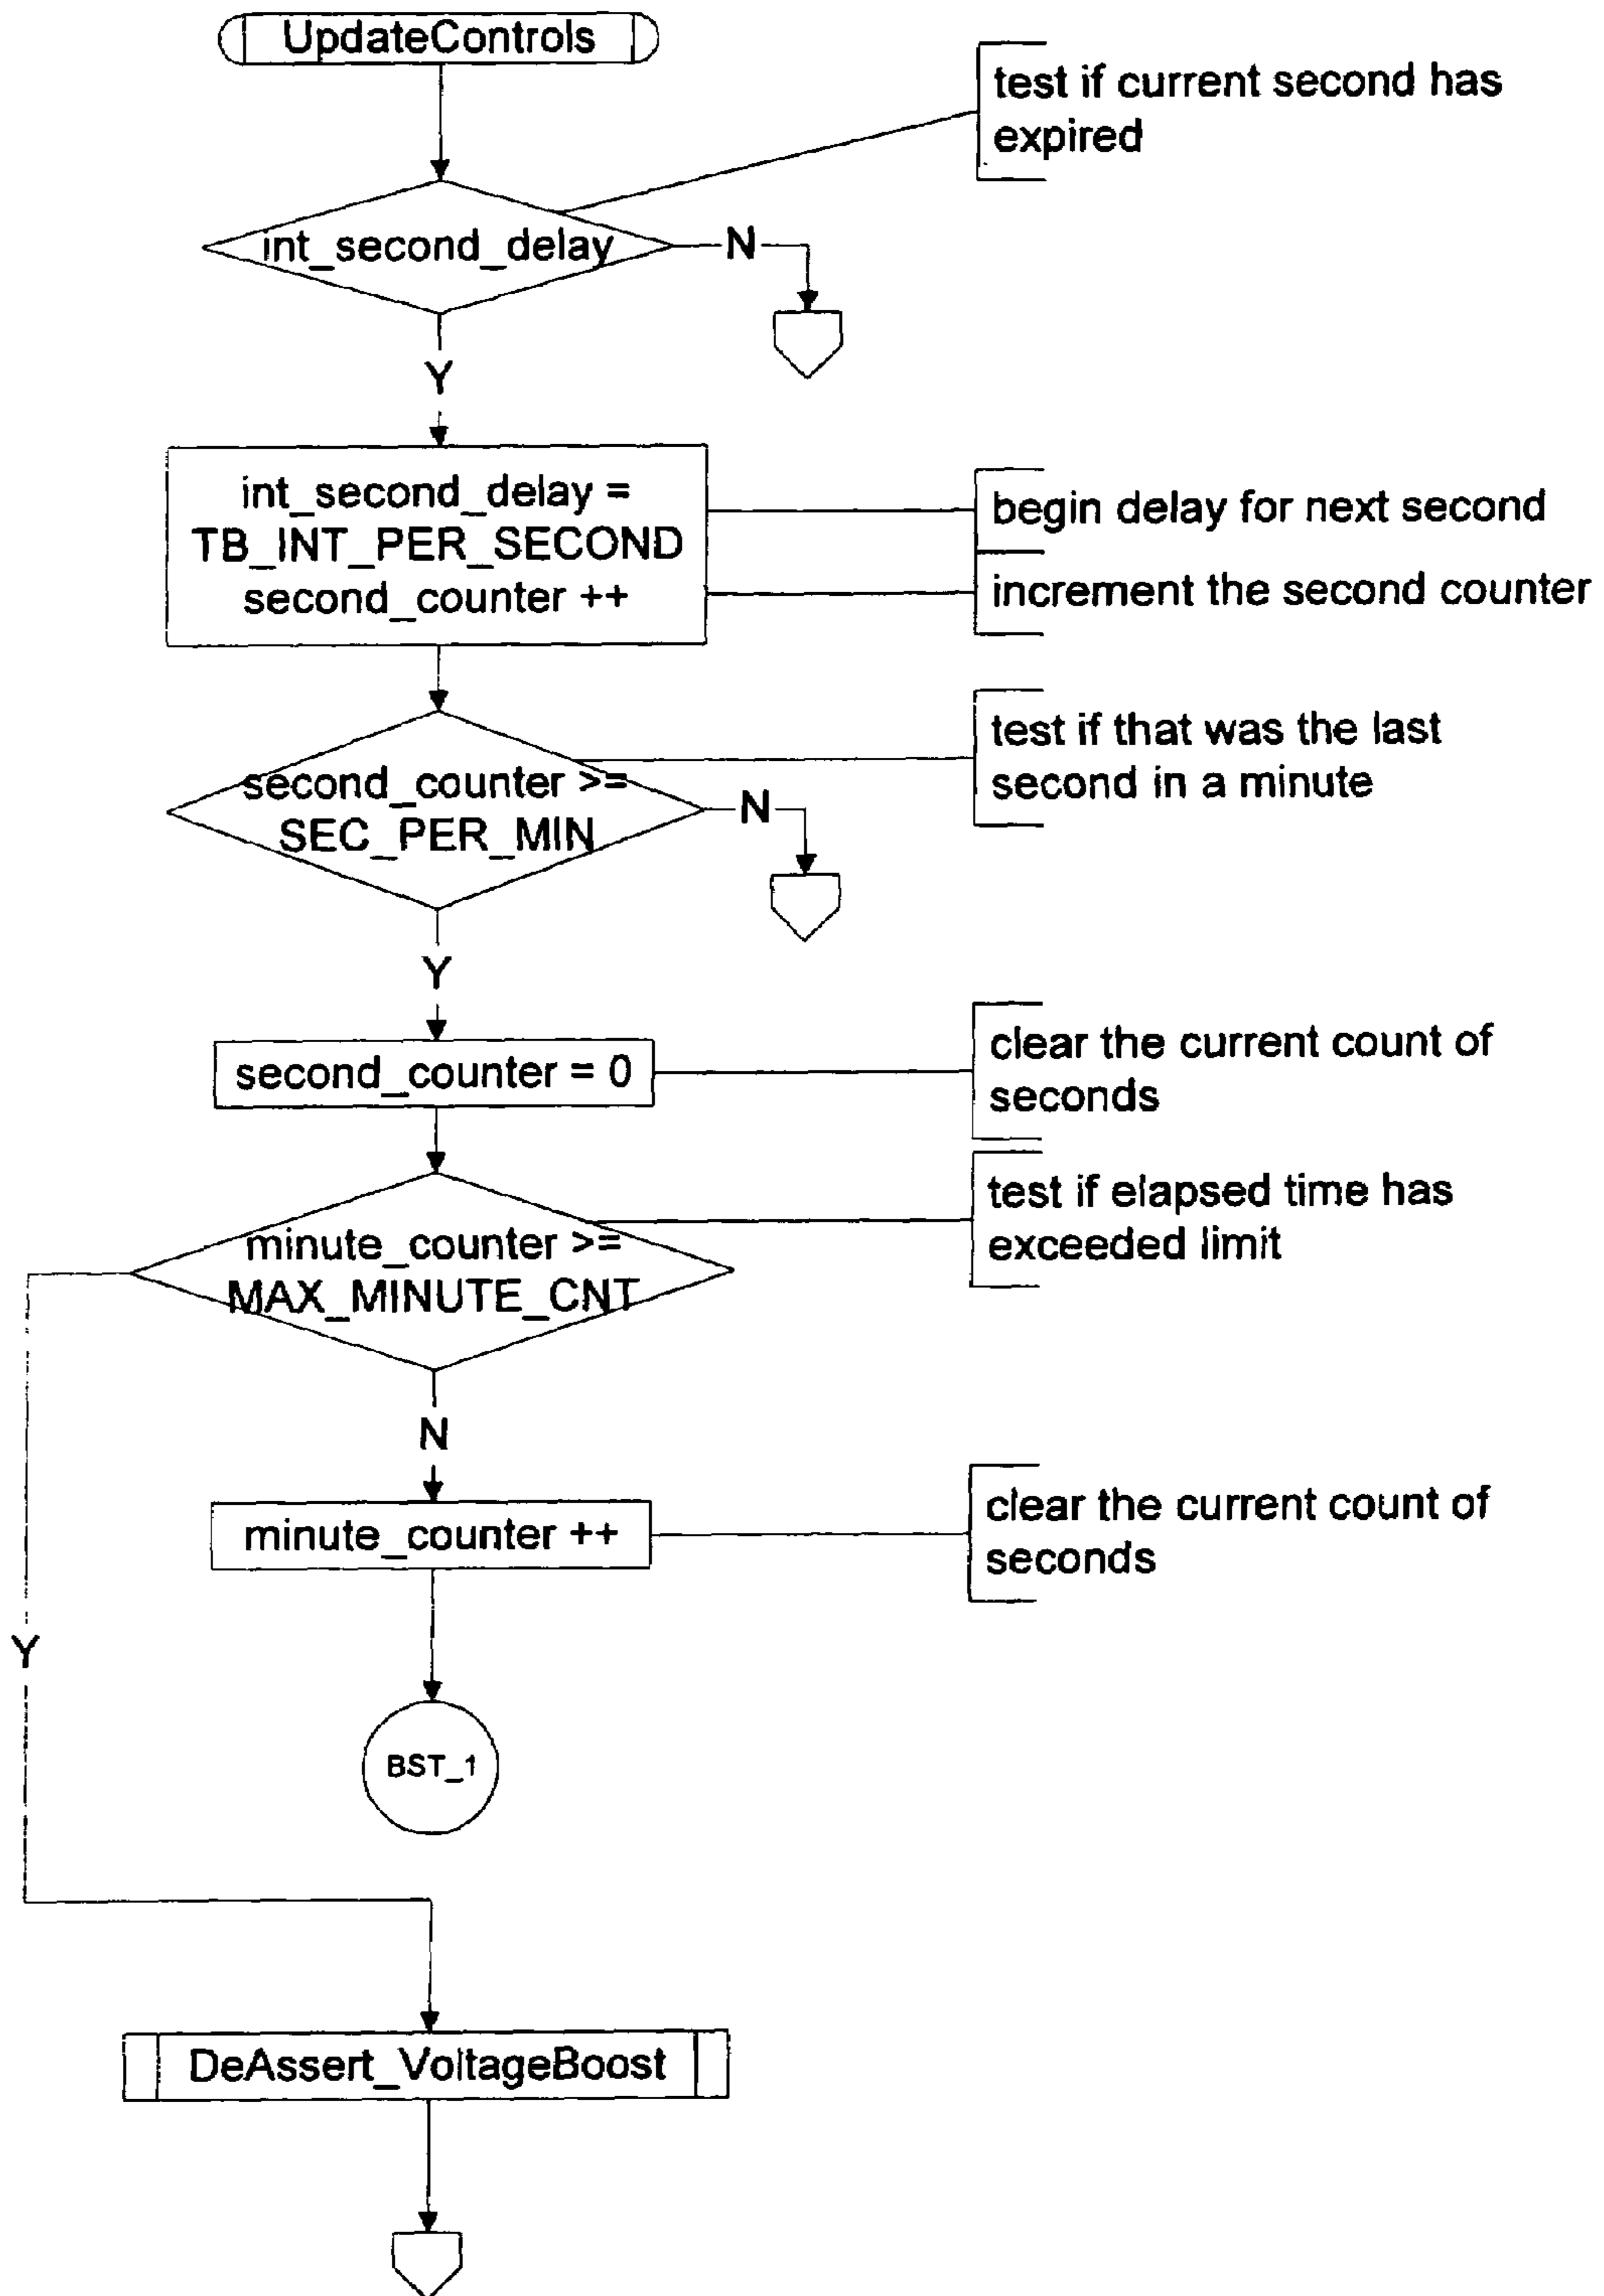 UpdateControls
test if current second has
expired
int_second_delay
N
Y
int_second_delay =
TB_INT_PER_SECOND
second_counter ++
begin delay for next second
increment the second counter
test if that was the last
second in a minute
second_counter >=
SEC_PER_MIN
N
Y
second_counter = 0
clear the current count of
seconds
test if elapsed time has
exceeded limit
minute_counter >=
MAX_MINUTE_CNT
N
minute_counter ++
clear the current count of
seconds
Y
BST_1
DeAssert_VoltageBoost